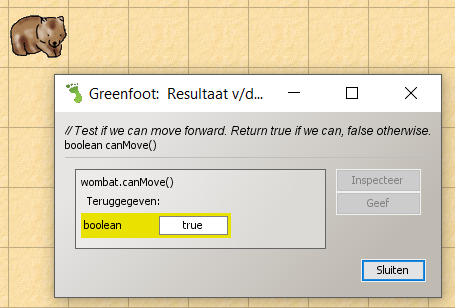 Greenfoot: Resultaat v/d...
// Test if we can move forward. Return true if we can, false otherwise.
boolean canMove()
wombat.canMove()
Teruggegeven:
boolean true
Inspecteer
Geef
Sluiten